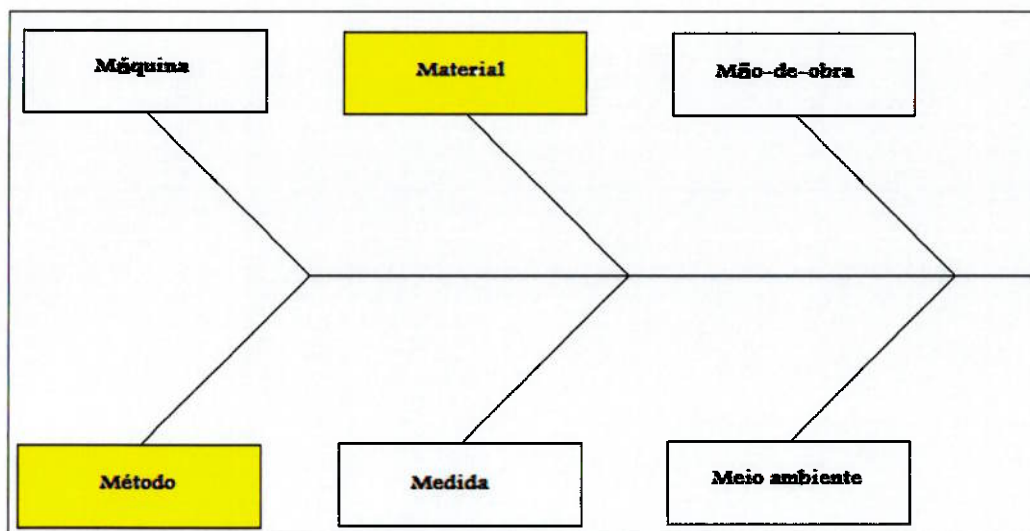 Máquina
Material
Mão-de-obra
Método
Medida
Meio ambiente